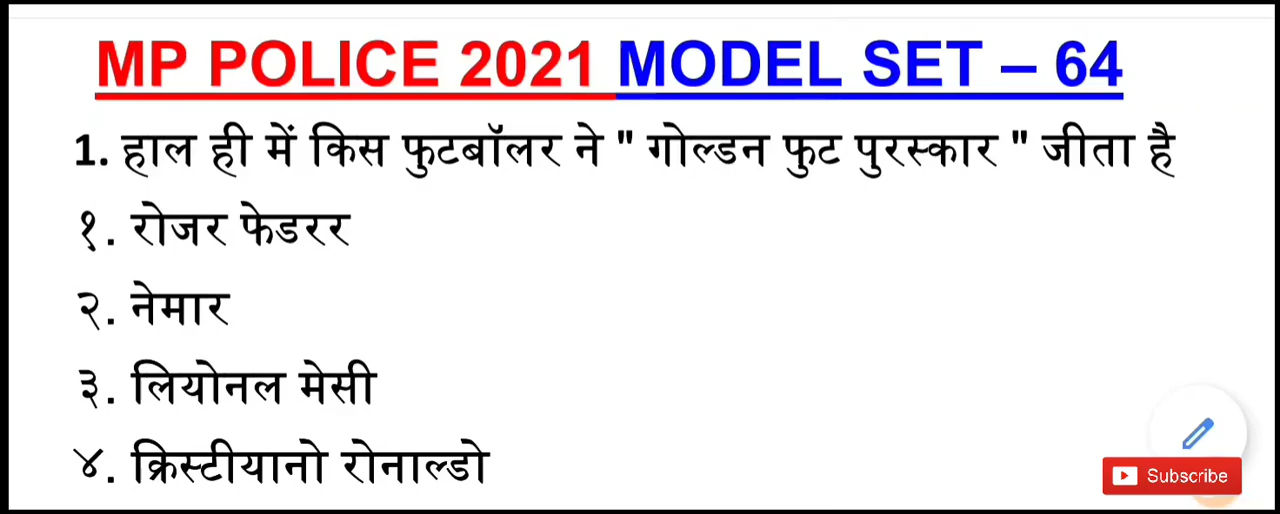 MP POLICE 2021 MODEL SET – 64
1. हाल ही में किस फुटबॉलर ने " गोल्डन फुट पुरस्कार " जीता है
१. रोजर फेडरर
२. नेमार
३. लियोनल मेसी
४. क्रिस्टीयानो रोनाल्डो
Subscribe